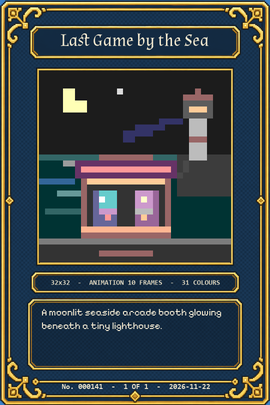 Last Game by the Sea
32x32 - ANIMATION 10 FRAMES - 31 COLOURS
A moonlit seaside arcade booth glowing
beneath a tiny lighthouse.
No. 000141 - 1 OF 1 - 2026-11-22